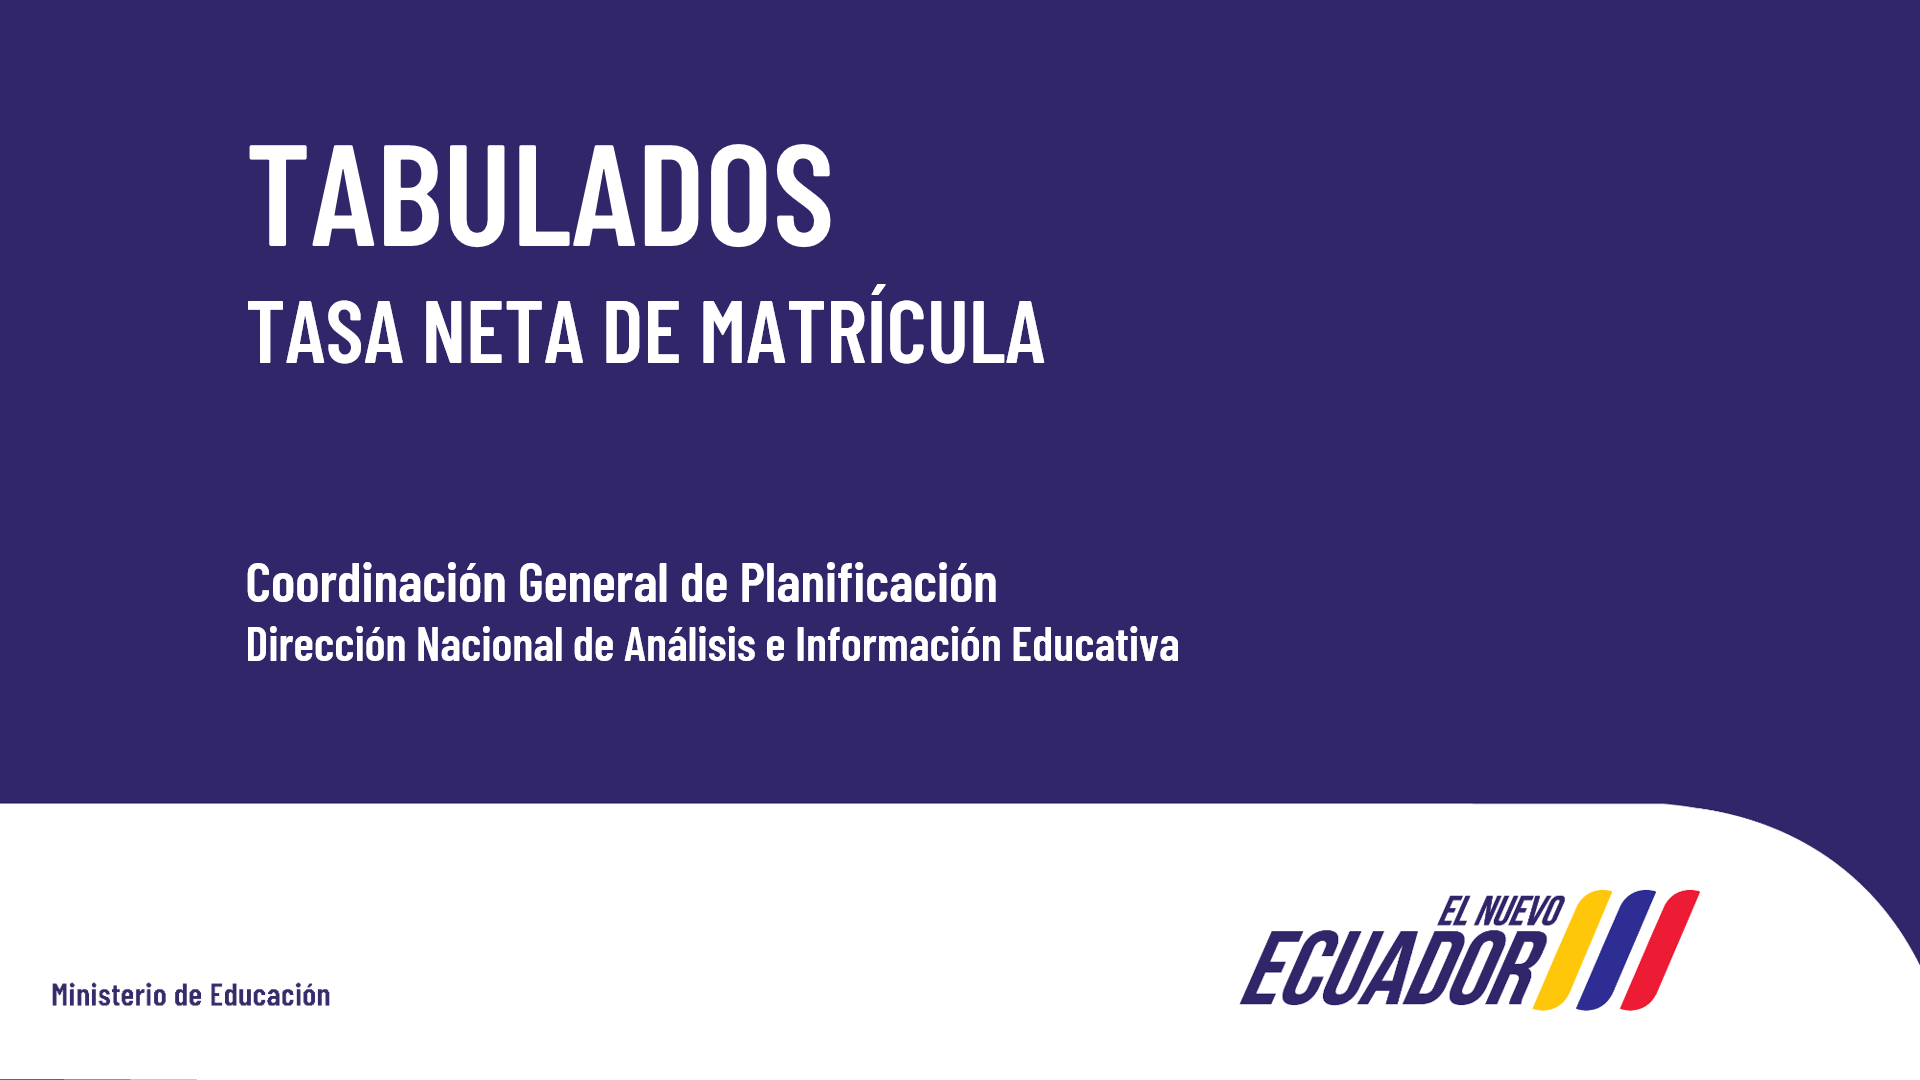 TABULADOS
TASA NETA DE MATRÍCULA
Coordinación General de Planificación
Dirección Nacional de Análisis e Información Educativa
EL NUEVO
ECUADOR
Ministerio de Educación